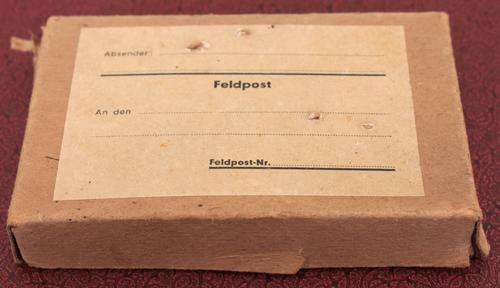 Absender:
Feldpost
An den
Feldpost-Nr.